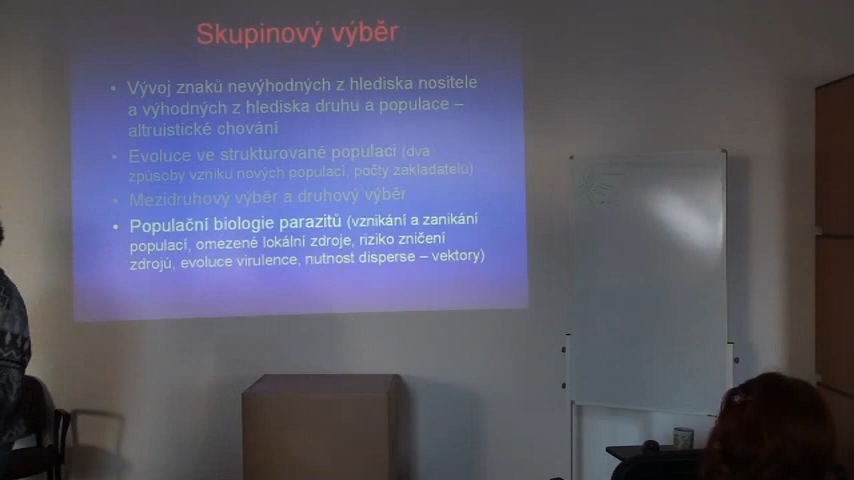 Skupinový výběr
• Vývoj znaků nevýhodných z hlediska nositele
a výhodných z hlediska druhu a populace –
altruistické chování
• Evoluce ve strukturované populaci (dva
způsoby vzniku nových populací, počty zakladatelů)
• Mezidruhový výběr a druhový výběr
• Populační biologie parazitů (vznikání a zanikání
populací, omezené lokální zdroje, riziko zničení
zdrojů, evoluce virulence, nutnost disperse – vektory)